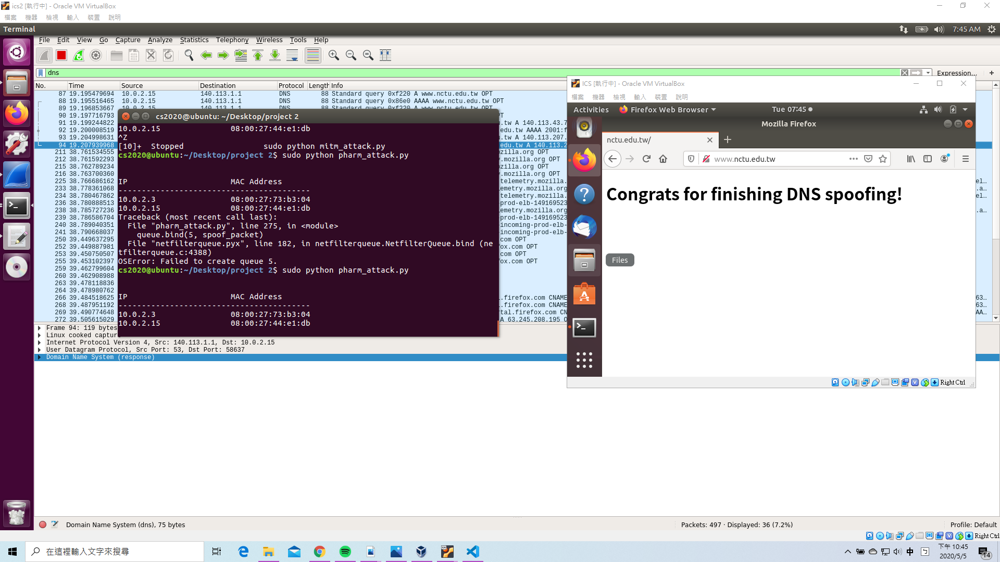 ics2 [執行中] - Oracle VM VirtualBox
檔案 機器 檢視 輸入 裝置 說明
Terminal 7:45 AM
File Edit View Go Capture Analyze Statistics Telephony Wireless Tools Help
dns Expression... +
No. Time Source Destination Protocol Length Info
87 19.195479694 10.0.2.15 140.113.1.1 DNS 88 Standard query 0xf220 A www.nctu.edu.tw OPT
88 19.195516465 10.0.2.15 140.113.1.1 DNS 88 Standard query 0x86e0 AAAA www.nctu.edu.tw OPT
89 19.196853667 10.0.2.15 140.113.1.1 DNS 88 Standard query 0xf220 A www.nctu.edu.tw OPT
90 19.197716793
91 19.199244822 .tw A 140.113.43.7
92 19.200008519 edu.tw AAAA 2001:f
93 19.204998631 .tw A 140.113.207.
94 19.207939968 edu.tw A 140.113.2
211 38.761534555 ozilla.org OPT
212 38.761592293 y.mozilla.org OPT
215 38.762789234 ozilla.org OPT
216 38.763700360 y.mozilla.org OPT
225 38.766686162 telemetry.mozilla. el…
233 38.778361068 telemetry.mozilla.org
234 38.780467862 telemetry.mozilla.org
236 38.780888513 -prod-elb-149169523 el…
238 38.785727236 emetry.mozilla.org .a…
239 38.786586704 -prod-elb-149169523
240 38.789040351 incoming-prod-elb-
241 38.790668037 incoming-prod-elb-
250 39.449637295 com OPT
252 39.449887981 ox.com OPT
254 39.450750507 com OPT
255 39.453102397 ox.com OPT
259 39.462799604
260 39.462908988
263 39.478118836
264 39.478980762
266 39.484518625 l.firefox.com CNAME 63…
268 39.487951192 .firefox.com CNAME 63…
269 39.490774648 rtal.firefox.com CN AA…
272 39.505615029 A 63.245.208.195 O
cs2020@ubuntu: ~/Desktop/project 2
10.0.2.15 08:00:27:44:e1:db
^Z
[10]+ Stopped sudo python mitm_attack.py
cs2020@ubuntu:~/Desktop/project 2$ sudo python pharm_attack.py
IP MAC Address
-----------------------------------------
10.0.2.3 08:00:27:73:b3:04
10.0.2.15 08:00:27:44:e1:db
Traceback (most recent call last):
File "pharm_attack.py", line 275, in <module>
queue.bind(5, spoof_packet)
File "netfilterqueue.pyx", line 182, in netfilterqueue.NetfilterQueue.bind (ne
tfilterqueue.c:4388)
OSError: Failed to create queue 5.
cs2020@ubuntu:~/Desktop/project 2$ sudo python pharm_attack.py
IP MAC Address
-----------------------------------------
10.0.2.3 08:00:27:73:b3:04
10.0.2.15 08:00:27:44:e1:db
Frame 94: 119 bytes
Linux cooked captur
Internet Protocol Version 4, Src: 140.113.1.1, Dst: 10.0.2.15
User Datagram Protocol, Src Port: 53, Dst Port: 58637
Domain Name System (response)
ICS [執行中] - Oracle VM VirtualBox
檔案 機器 檢視 輸入 裝置 說明
Activities Firefox Web Browser Tue 07:45
Mozilla Firefox
nctu.edu.tw/
www.nctu.edu.tw
Congrats for finishing DNS spoofing!
Files
Right Ctrl
Domain Name System (dns), 75 bytes Packets: 497 · Displayed: 36 (7.2%) Profile: Default
Right Ctrl
在這裡輸入文字來搜尋 中 下午 10:45
2020/5/5 14